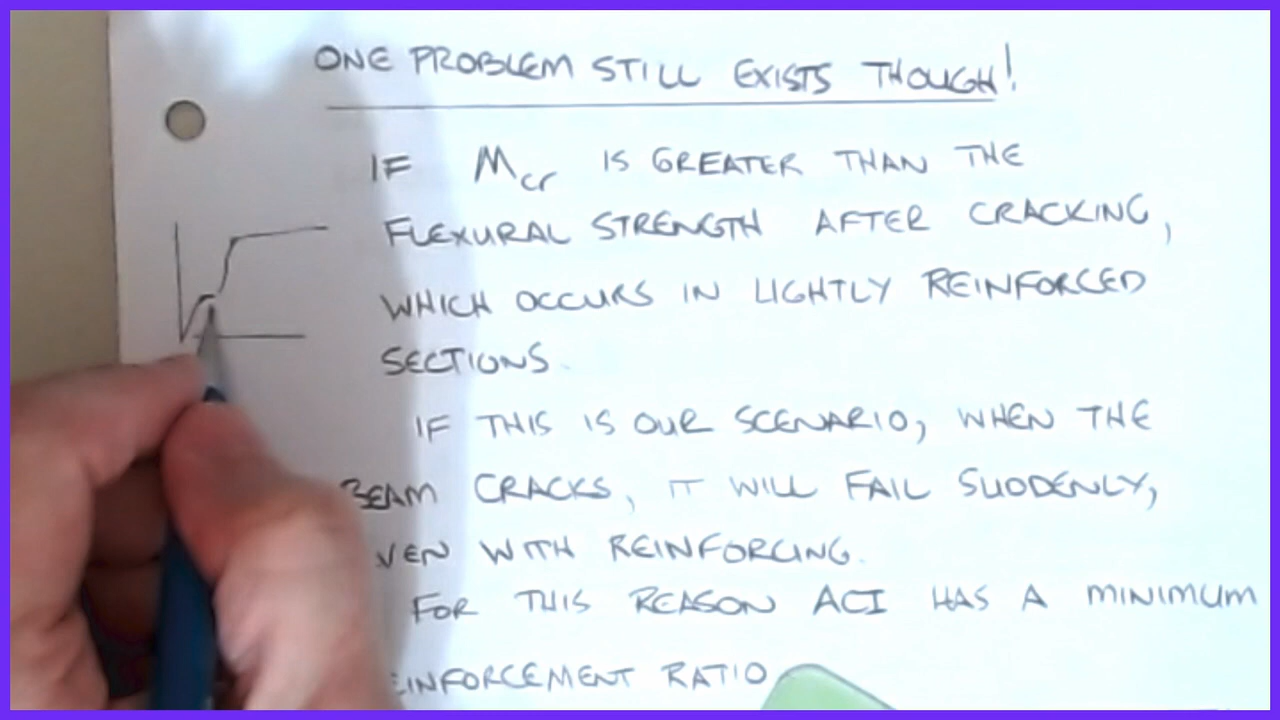 ONE PROBLEM STILL EXISTS THOUGH!
IF Mcr IS GREATER THAN THE
FLEXURAL STRENGTH AFTER CRACKING,
WHICH OCCURS IN LIGHTLY REINFORCED
SECTIONS.
IF THIS IS OUR SCENARIO, WHEN THE
BEAM CRACKS, IT WILL FAIL SUDDENLY,
VEN WITH REINFORCING.
FOR THIS REASON ACI HAS A MINIMUM
EINFORCEMENT RATIO